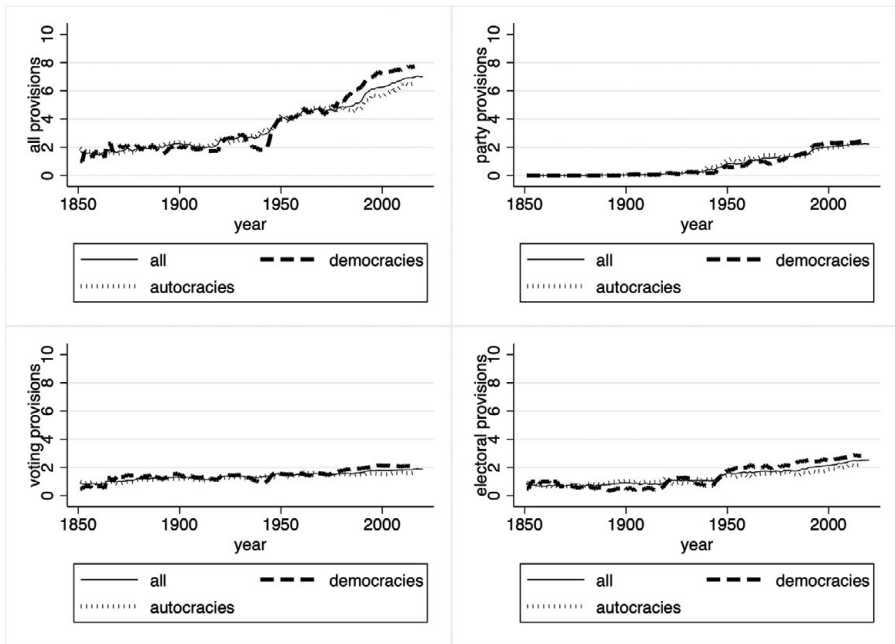 all provisions
10
8
6
4
2
0
1850 1900 1950 2000
year
all democracies
autocracies
party provisions
10
8
6
4
2
0
1850 1900 1950 2000
year
all democracies
autocracies
voting provisions
10
8
6
4
2
0
1850 1900 1950 2000
year
all democracies
autocracies
electoral provisions
10
8
6
4
2
0
1850 1900 1950 2000
year
all democracies
autocracies